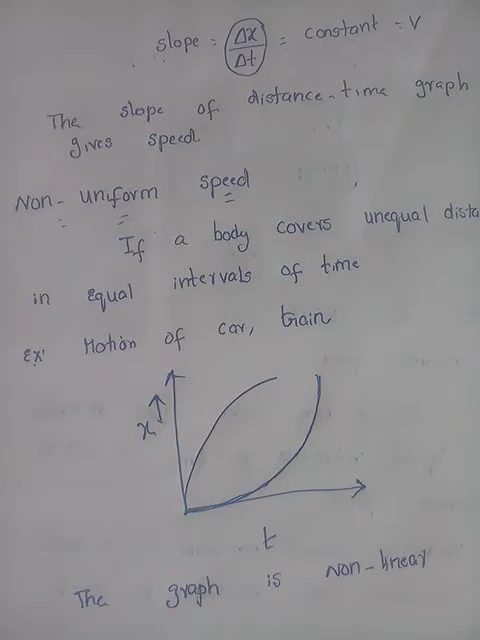 slope = Δx/Δt = constant = V
The slope of distance-time graph
gives speed
Non-uniform speed
If a body covers unequal dista
in Equal intervals of time
Ex: Motion of car, train
x
t
The graph is Non-linear